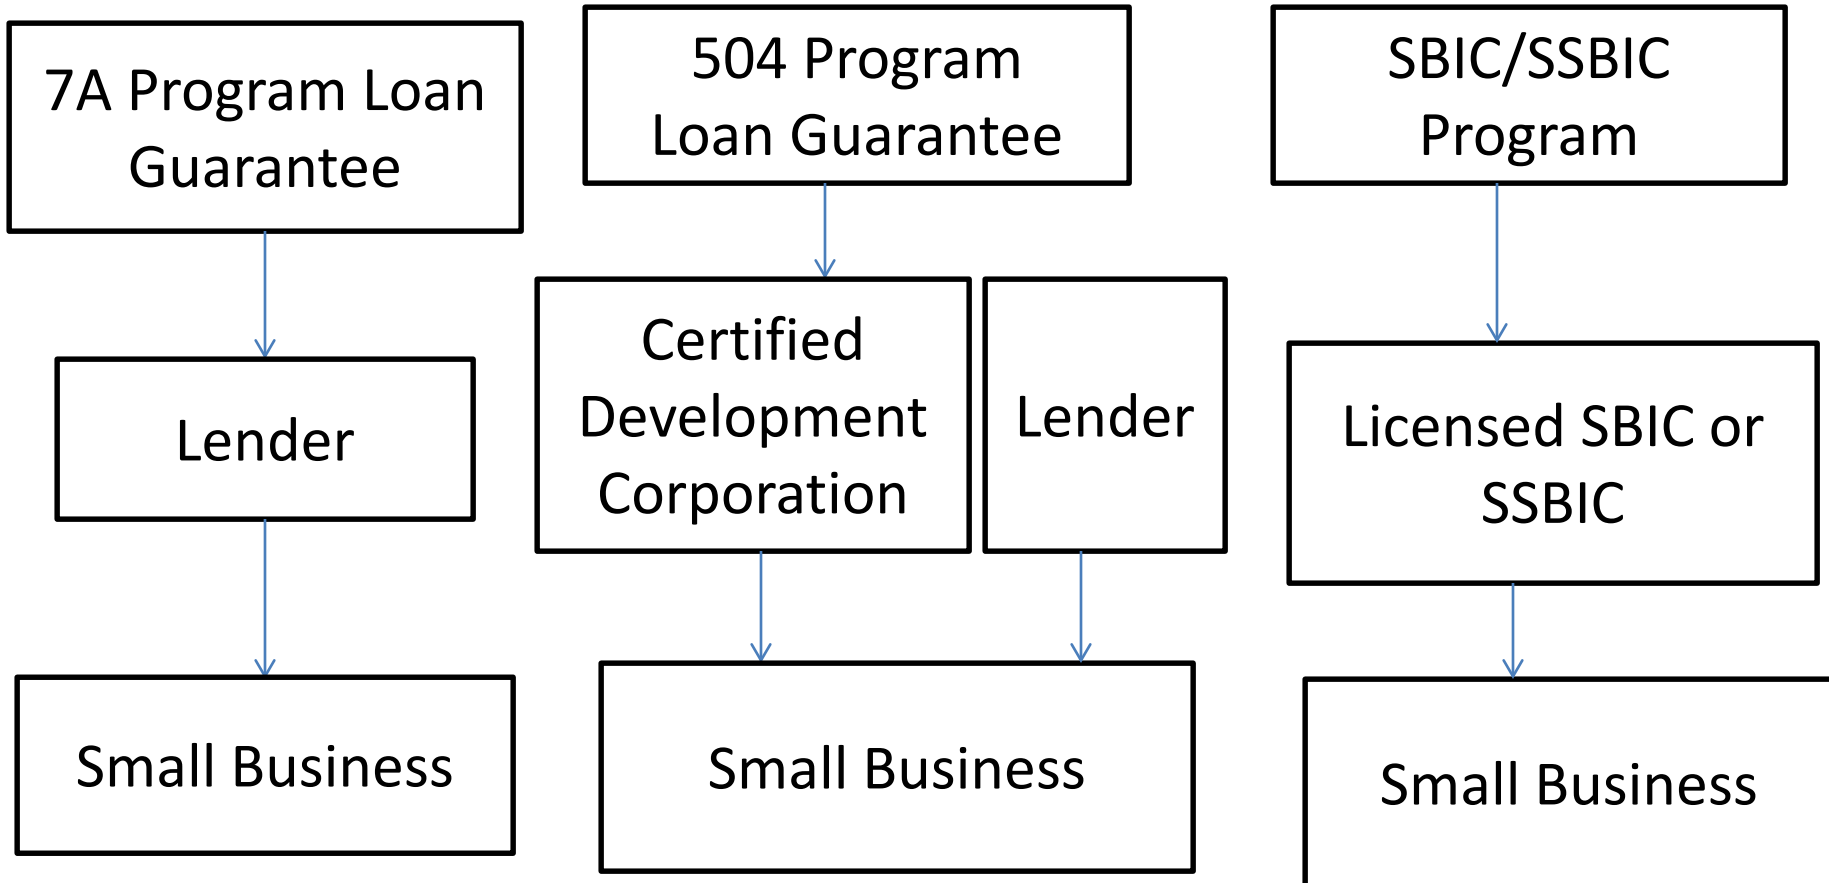 7A Program Loan
Guarantee
Lender
Small Business
504 Program
Loan Guarantee
Certified
Development
Corporation
Lender
Small Business
SBIC/SSBIC
Program
Licensed SBIC or
SSBIC
Small Business